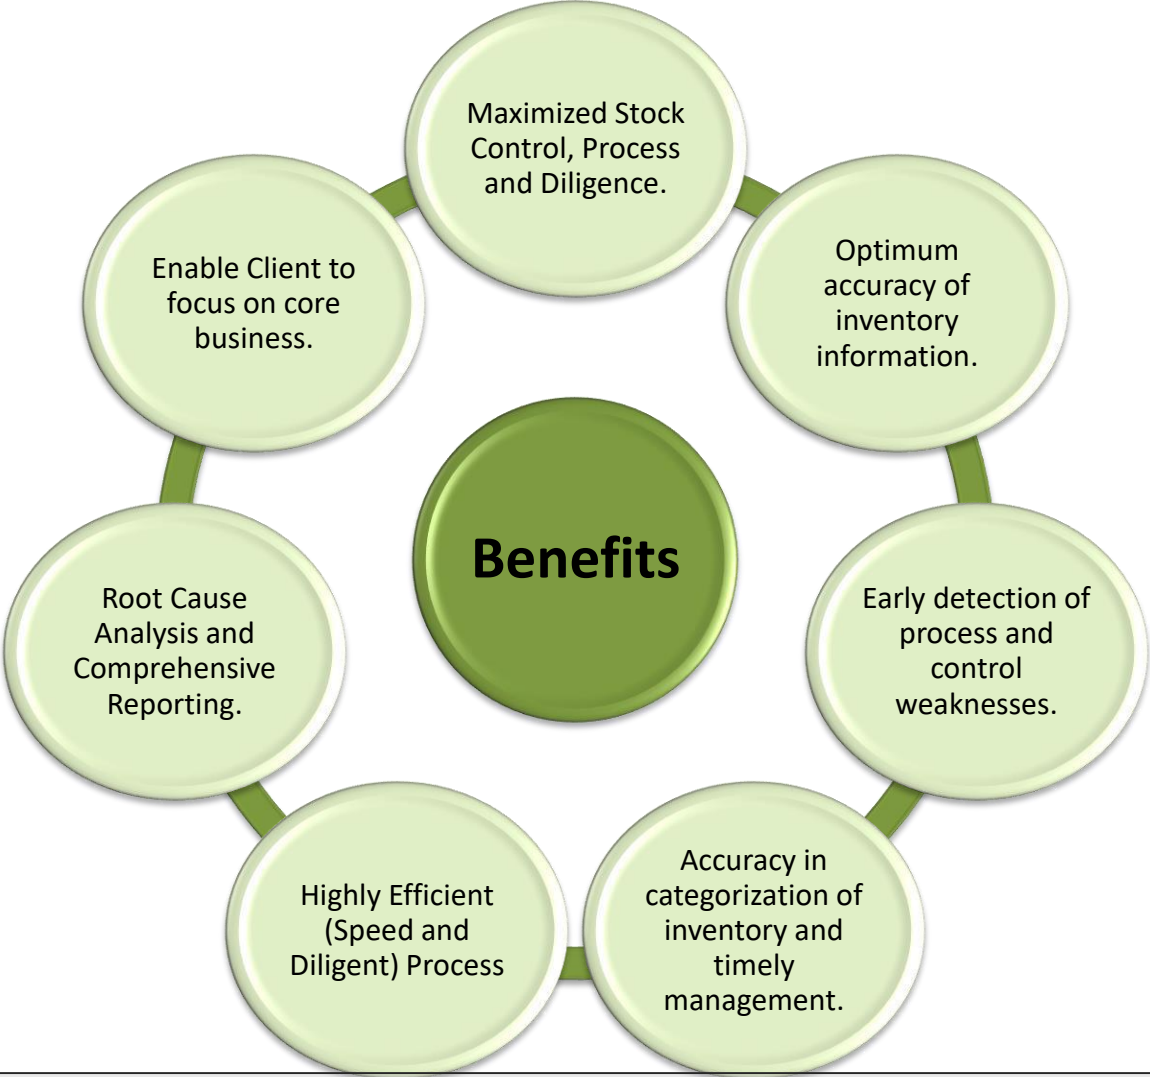 Maximized Stock
Control, Process
and Diligence.
Optimum
accuracy of
inventory
information.
Early detection of
process and
control
weaknesses.
Accuracy in
categorization of
inventory and
timely
management.
Highly Efficient
(Speed and
Diligent) Process
Root Cause
Analysis and
Comprehensive
Reporting.
Enable Client to
focus on core
business.
Benefits